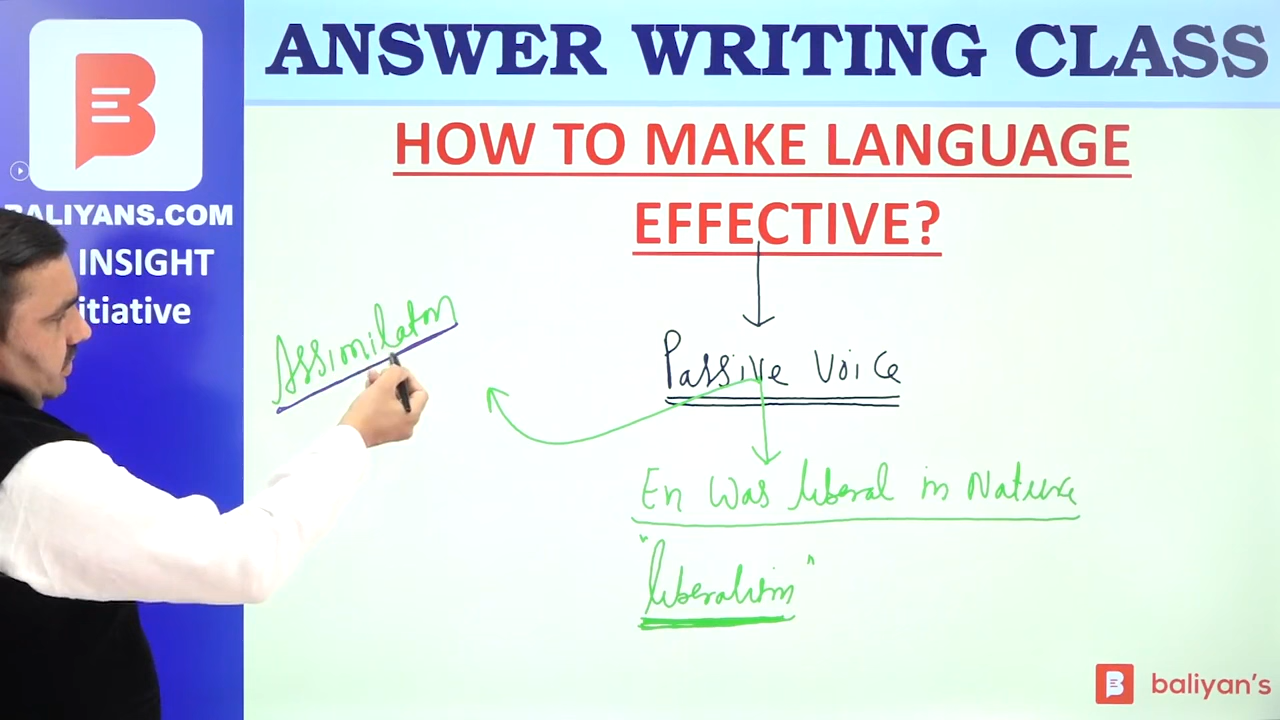 ANSWER WRITING CLASS
BALIYANS.COM
INSIGHT
itiative
HOW TO MAKE LANGUAGE
EFFECTIVE?
Assimilaton
Passive Voice
En was liberal in Nature
"liberalism"
baliyan's